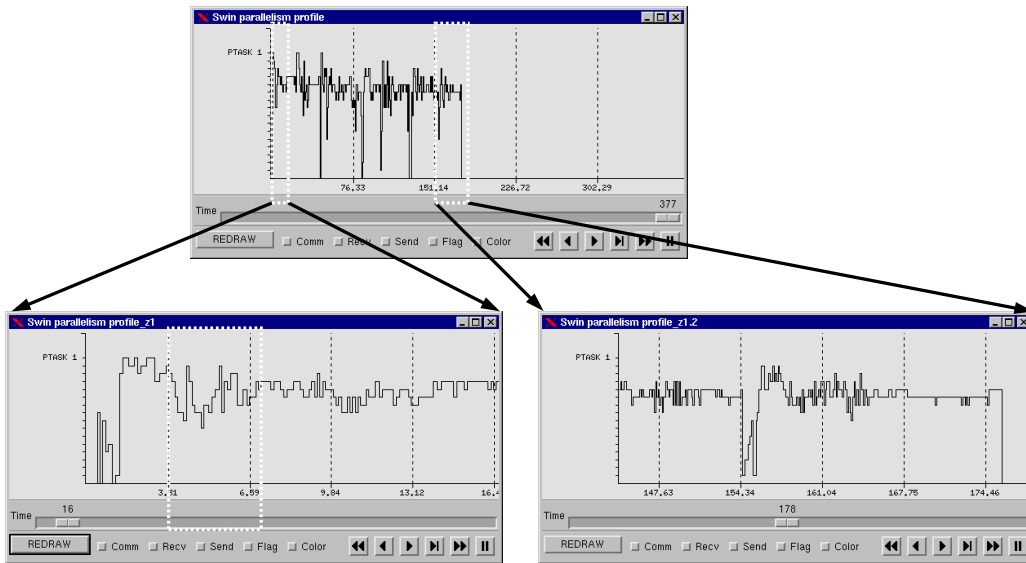 Swin parallelism profile
PTASK 1
76,33 151,14 226,72 302,29
377
Time
REDRAW Comm Recv Send Flag Color
Swin parallelism profile_z1
PTASK 1
3,31 6,59 9,84 13,12
16
Time
REDRAW Comm Recv Send Flag Color
Swin parallelism profile_z1.2
PTASK 1
147,63 154,34 161,04 167,75 174,46
178
Time
REDRAW Comm Recv Send Flag Color